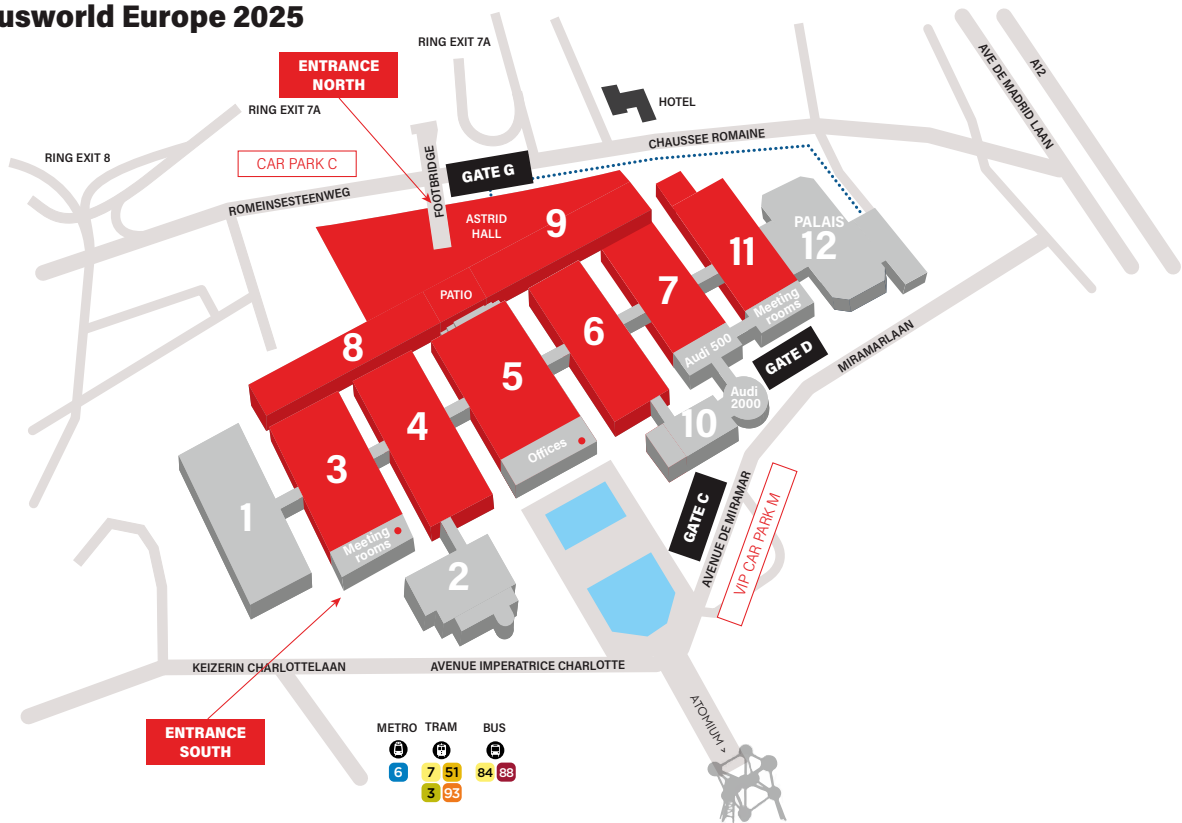 usworld Europe 2025
RING EXIT 7A
ENTRANCE
NORTH
RING EXIT 7A
HOTEL
AVE DE MADRID LAAN
A12
RING EXIT 8
CAR PARK C
CHAUSSEE ROMAINE
FOOTBRIDGE
GATE G
ROMEINSESTEENWEG
ASTRID
HALL
9
PALAIS
12
11
PATIO
7
Meeting
rooms
8
6
Audi 500
GATE D
MIRAMARLAAN
5
Audi
2000
4
10
Offices
3
1
Meeting
rooms
GATE C
AVENUE DE MIRAMAR
VIP CAR PARK M
2
KEIZERIN CHARLOTTELAAN
AVENUE IMPERATRICE CHARLOTTE
ATOMIUM >
ENTRANCE
SOUTH
METRO TRAM BUS
6 7 51 84 88
3 93